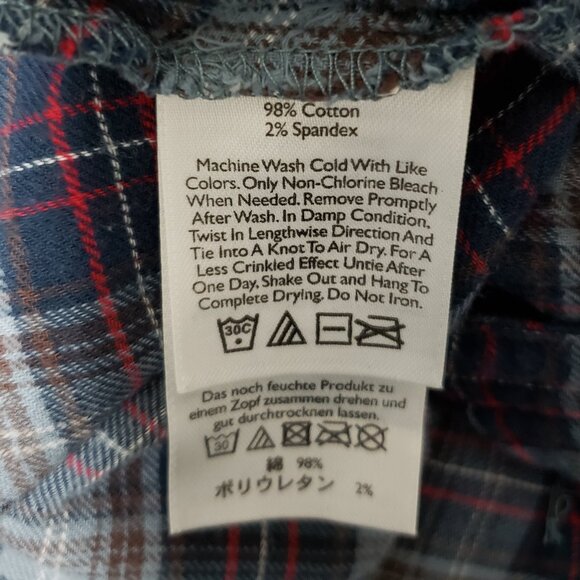 98% Cotton
2% Spandex
Machine Wash Cold With Like
Colors. Only Non-Chlorine Bleach
When Needed. Remove Promptly
After Wash. In Damp Condition,
Twist In Lengthwise Direction And
Tie Into A Knot To Air Dry. For A
Less Crinkled Effect Untie After
One Day, Shake Out and Hang To
Complete Drying. Do Not Iron.
30C
Das noch feuchte Produkt zu
einem Zopf zusammen drehen und
gut durchtrocknen lassen.
30
綿 98%
ポリウレタン 2%